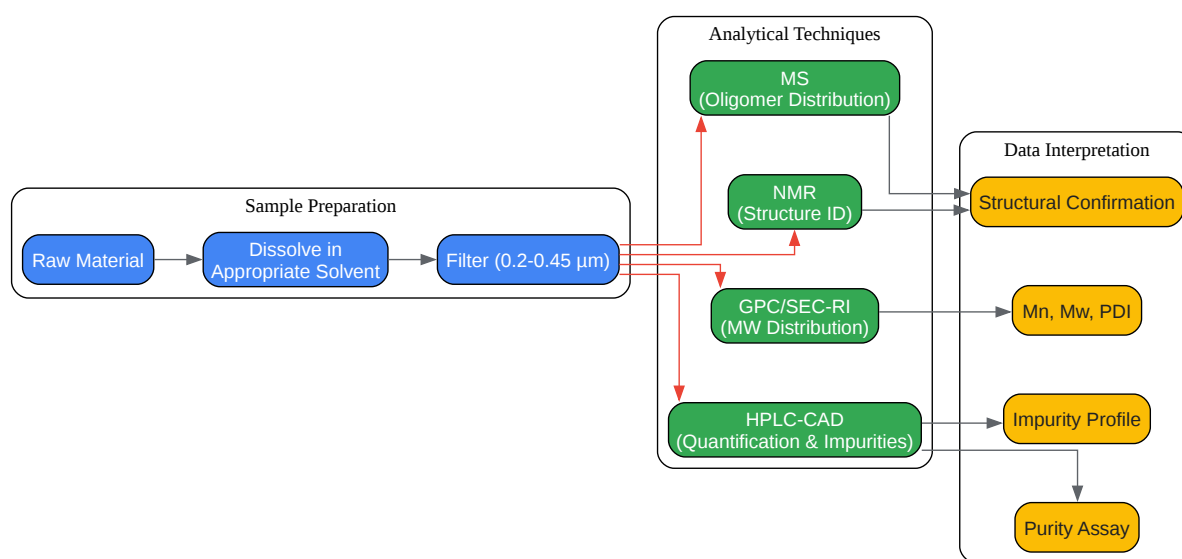 Sample Preparation
Raw Material
Dissolve in
Appropriate Solvent
Filter (0.2-0.45 µm)
Analytical Techniques
MS
(Oligomer Distribution)
NMR
(Structure ID)
GPC/SEC-RI
(MW Distribution)
HPLC-CAD
(Quantification & Impurities)
Data Interpretation
Structural Confirmation
Mn, Mw, PDI
Impurity Profile
Purity Assay